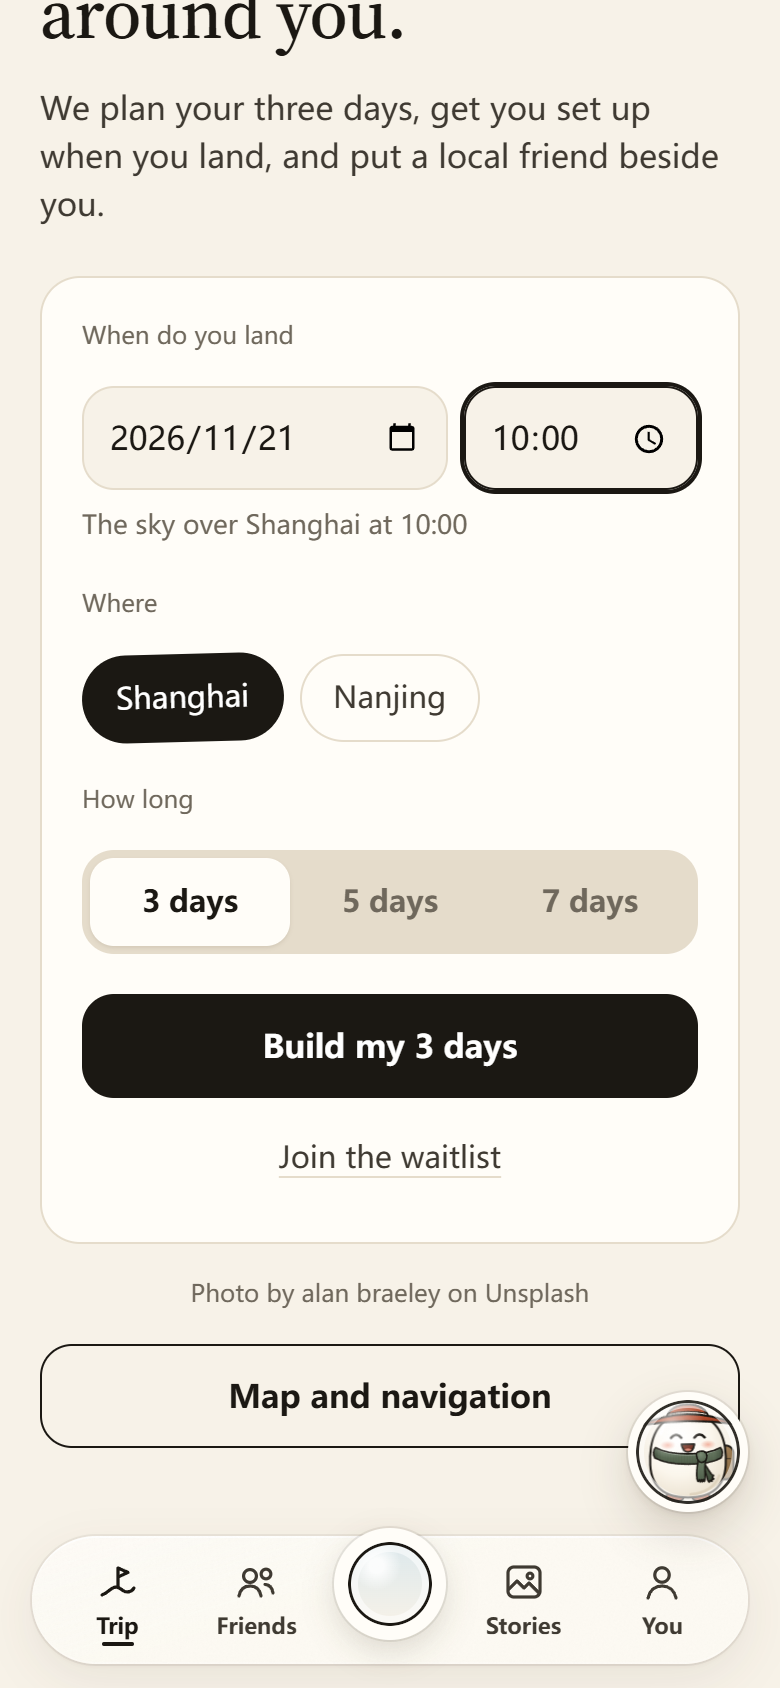 around you.
We plan your three days, get you set up
when you land, and put a local friend beside
you.
When do you land
2026/11/21
10:00
The sky over Shanghai at 10:00
Where
Shanghai
Nanjing
How long
3 days
5 days
7 days
Build my 3 days
Join the waitlist
Photo by alan braeley on Unsplash
Map and navigation
Trip
Friends
Stories
You